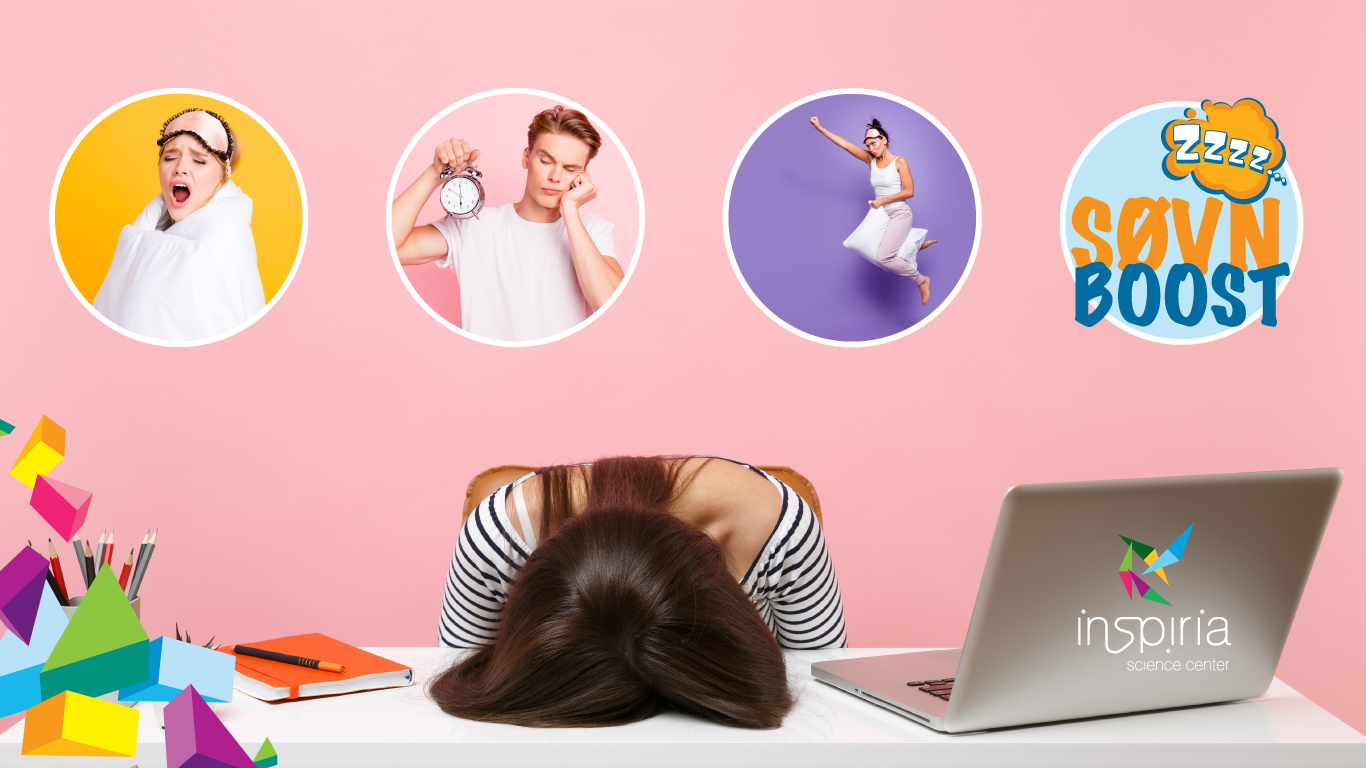 Zzzz...
SØVN
BOOST
inspiria
science center